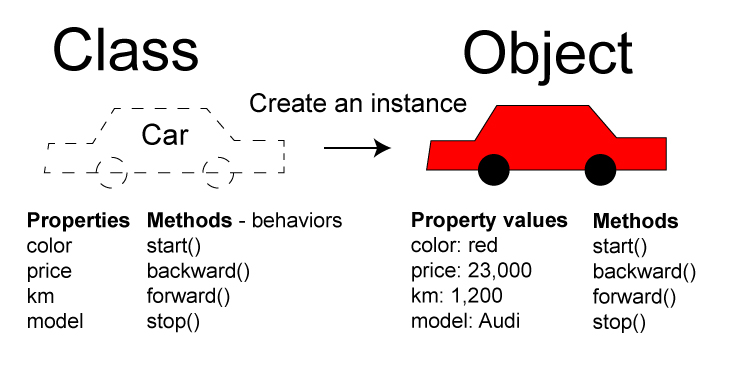 Class
Object
Create an instance
Car
Properties Methods - behaviors
color start()
price backward()
km forward()
model stop()
Property values Methods
color: red start()
price: 23,000 backward()
km: 1,200 forward()
model: Audi stop()